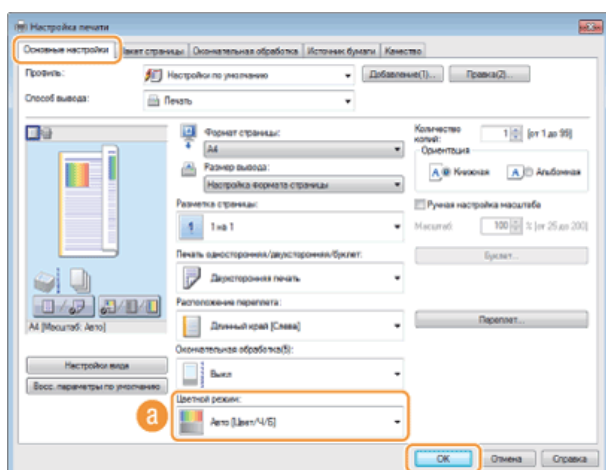 Настройка печати
Основные настройки Макет страницы Окончательная обработка Источник бумаги Качество
Профиль: Настройки по умолчанию Добавление(1)... Правка(2)...
Способ вывода: Печать
Формат страницы: Количество копий: 1 [от 1 до 99]
A4
Ориентация
Размер вывода: A Книжная A Альбомная
Настройка формата страницы
Разметка страницы: Ручная настройка масштаба
1 1 на 1 Масштаб: 100 % [от 25 до 200]
Печать односторонняя/двухсторонняя/буклет: Буклет...
Двухсторонняя печать
Расположение переплета:
A4 [Масштаб: Авто] Длинный край [Слева] Переплет...
Окончательная обработка(5):
Настройки вида Выкл
Восс. параметры по умолчанию
Цветной режим:
a Авто [Цвет/Ч/Б]
OK Отмена Справка